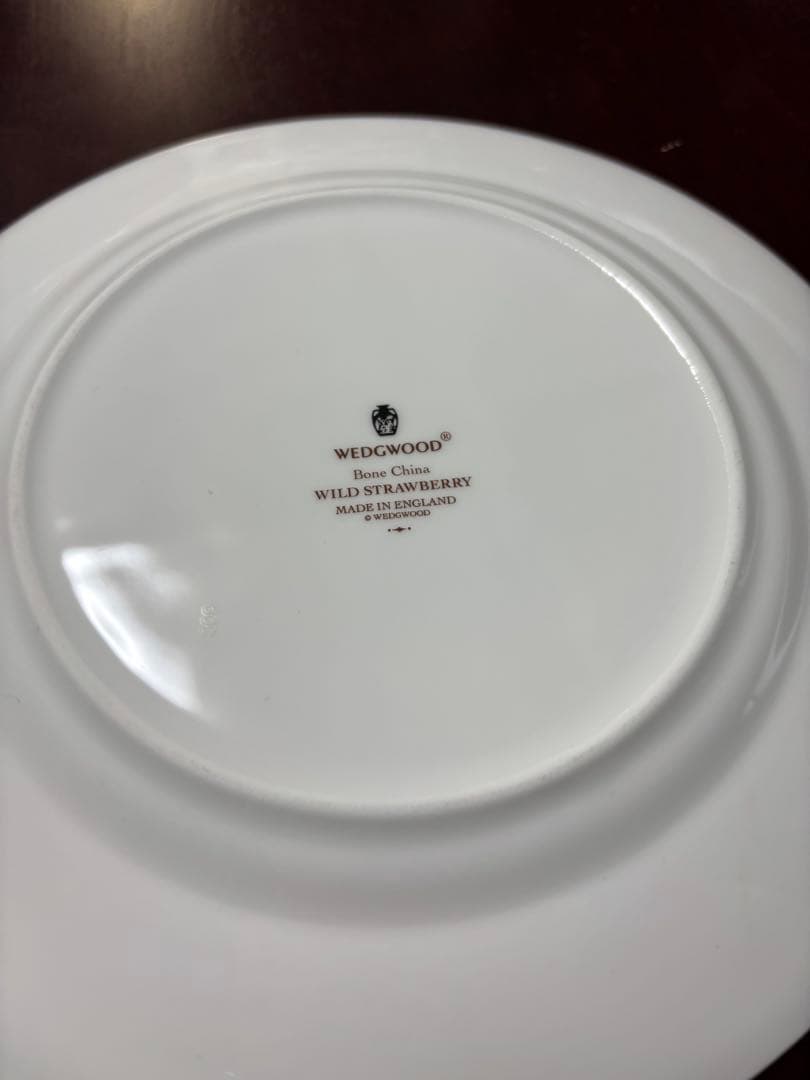 WEDGWOOD®
Bone China
WILD STRAWBERRY
MADE IN ENGLAND
© WEDGWOOD